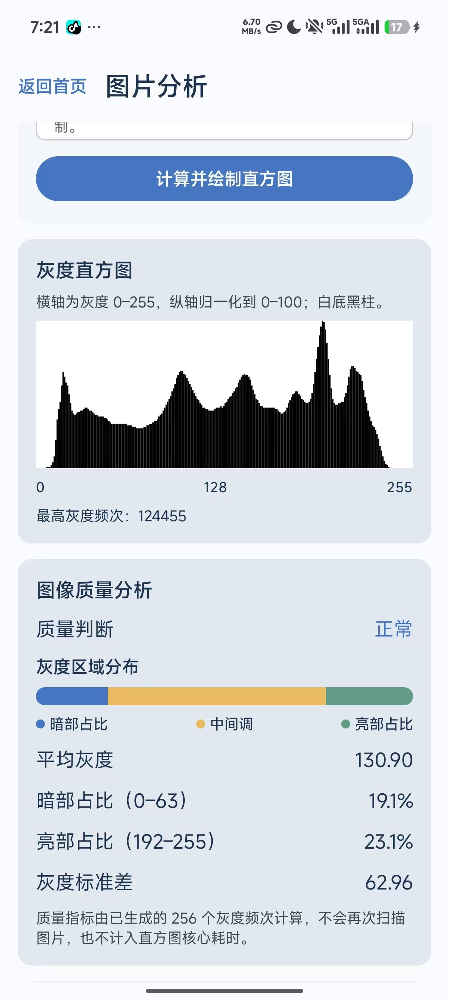 7:21 ··· 6.70 MB/s 5G 5GA 17
返回首页 图片分析
制。
计算并绘制直方图
灰度直方图
横轴为灰度 0–255，纵轴归一化到 0–100；白底黑柱。
0 128 255
最高灰度频次：124455
图像质量分析
质量判断 正常
灰度区域分布
暗部占比 中间调 亮部占比
平均灰度 130.90
暗部占比（0–63） 19.1%
亮部占比（192–255） 23.1%
灰度标准差 62.96
质量指标由已生成的 256 个灰度频次计算，不会再次扫描
图片，也不计入直方图核心耗时。